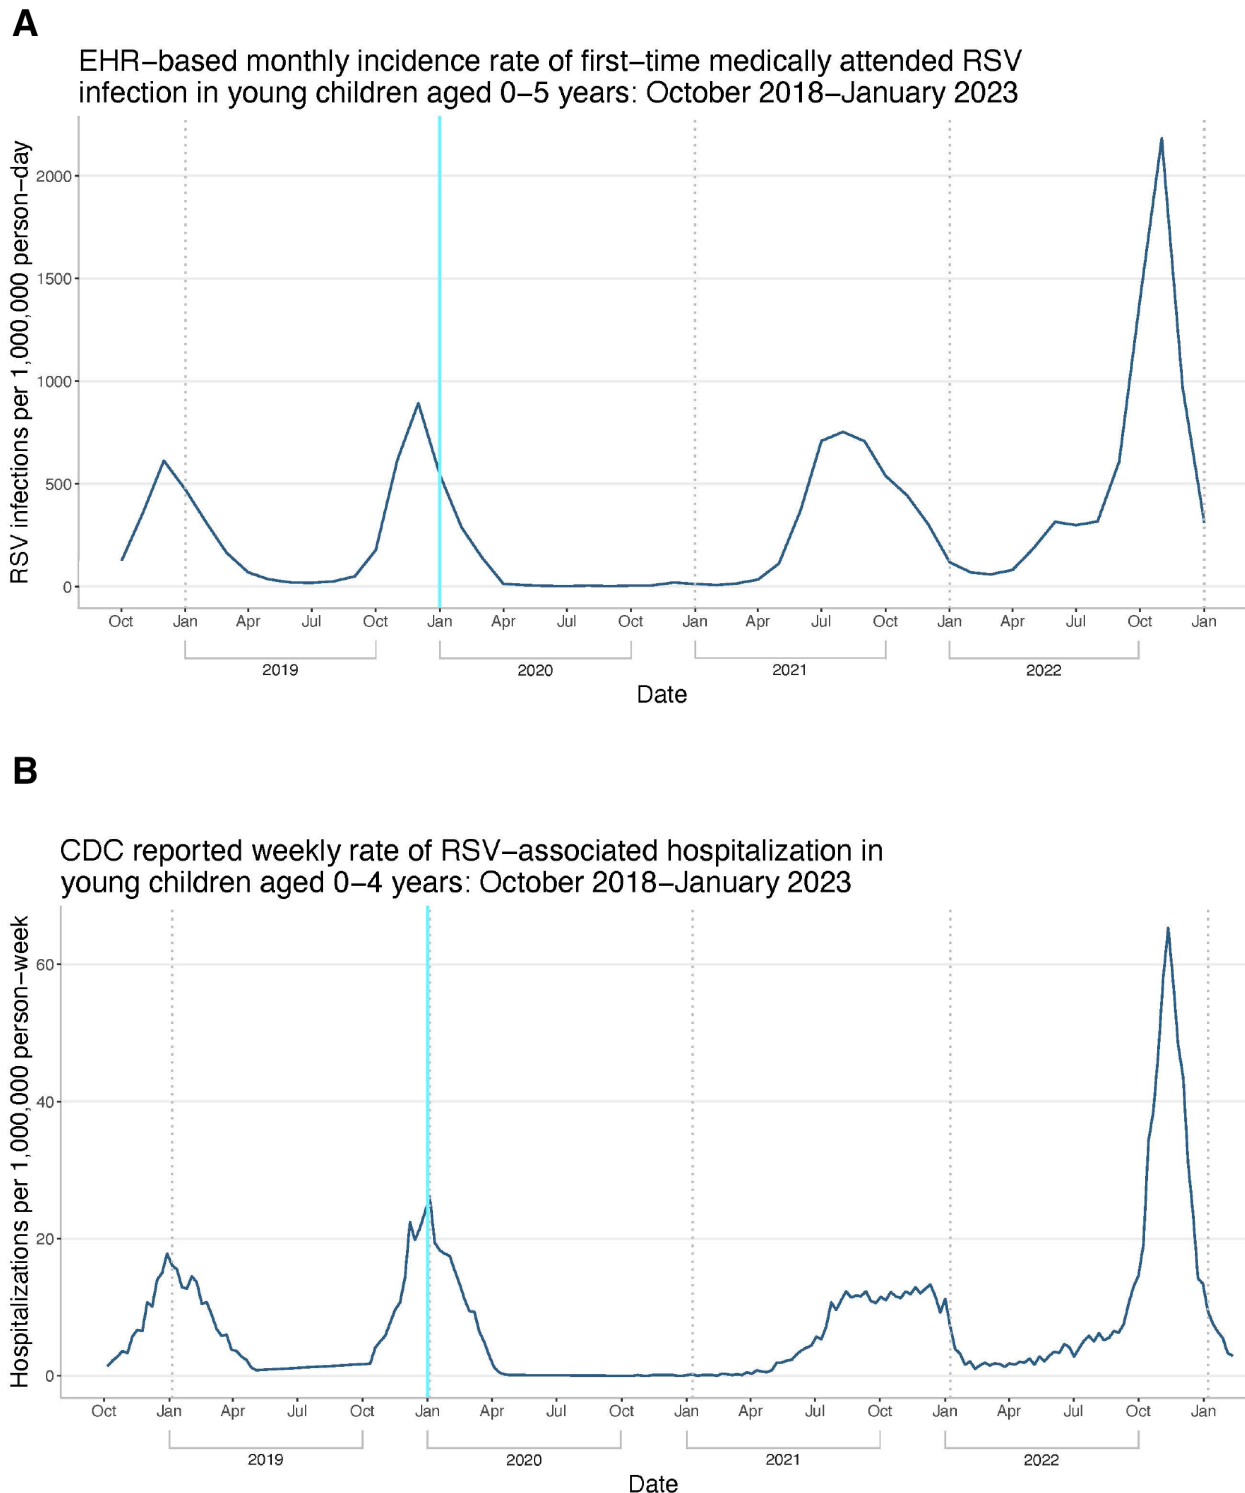 A
EHR−based monthly incidence rate of first−time medically attended RSV
infection in young children aged 0−5 years: October 2018−January 2023
RSV infections per 1,000,000 person−day
2000
1500
1000
500
0
Oct Jan Apr Jul Oct Jan Apr Jul Oct Jan Apr Jul Oct Jan Apr Jul Oct Jan
2019 2020 2021 2022
Date
B
CDC reported weekly rate of RSV−associated hospitalization in
young children aged 0−4 years: October 2018−January 2023
Hospitalizations per 1,000,000 person−week
60
40
20
0
Oct Jan Apr Jul Oct Jan Apr Jul Oct Jan Apr Jul Oct Jan Apr Jul Oct Jan
2019 2020 2021 2022
Date